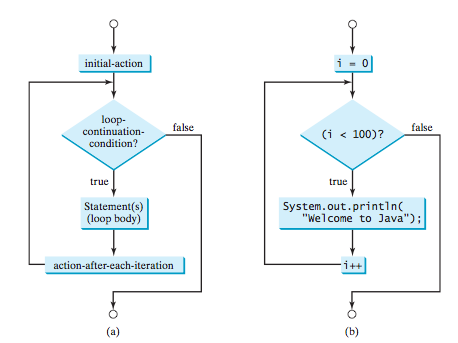 initial-action
loop-
continuation-
condition?
false
true
Statement(s)
(loop body)
action-after-each-iteration
(a)
i = 0
(i < 100)?
false
true
System.out.println(
"Welcome to Java");
i++
(b)